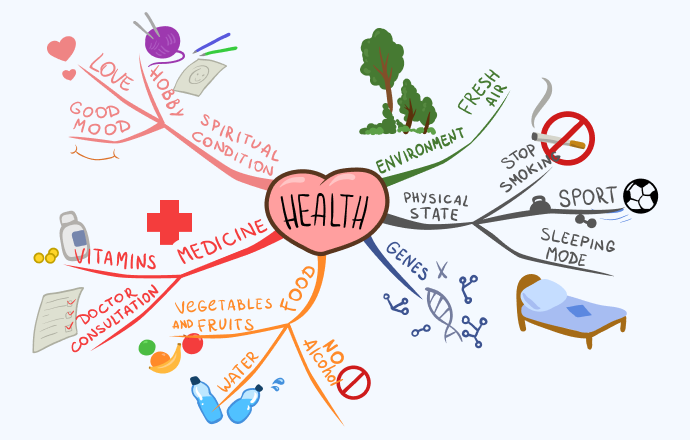 HEALTH
LOVE
HOBBY
GOOD
MOOD
SPIRITUAL
CONDITION
ENVIRONMENT
FRESH
AIR
PHYSICAL
STATE
STOP
SMOKING
SPORT
SLEEPING
MODE
GENES
FOOD
VEGETABLES
AND FRUITS
WATER
NO
Alcohol
MEDICINE
VITAMINS
DOCTOR
CONSULTATION